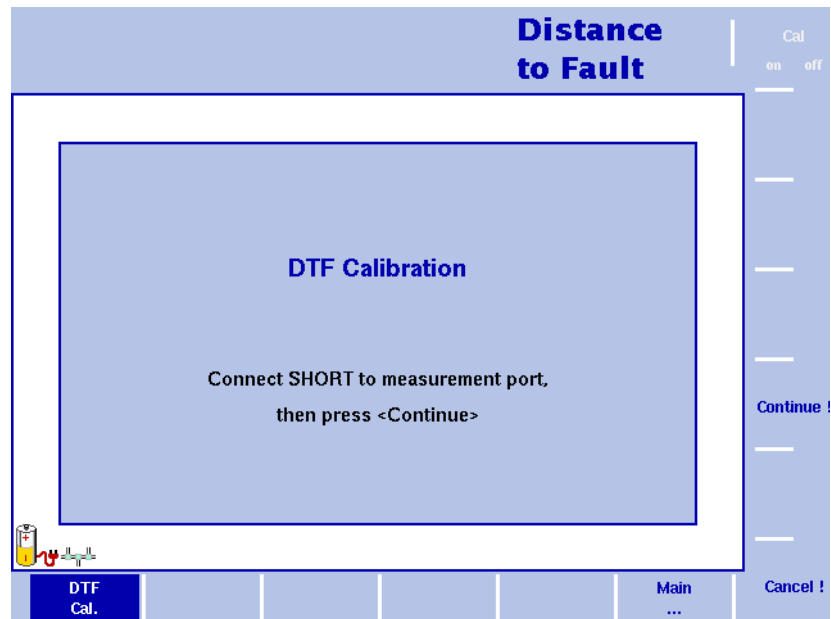 Distance
to Fault
Cal
on off
DTF Calibration
Connect SHORT to measurement port,
then press <Continue>
Continue !
Cancel !
DTF
Cal.
Main
...